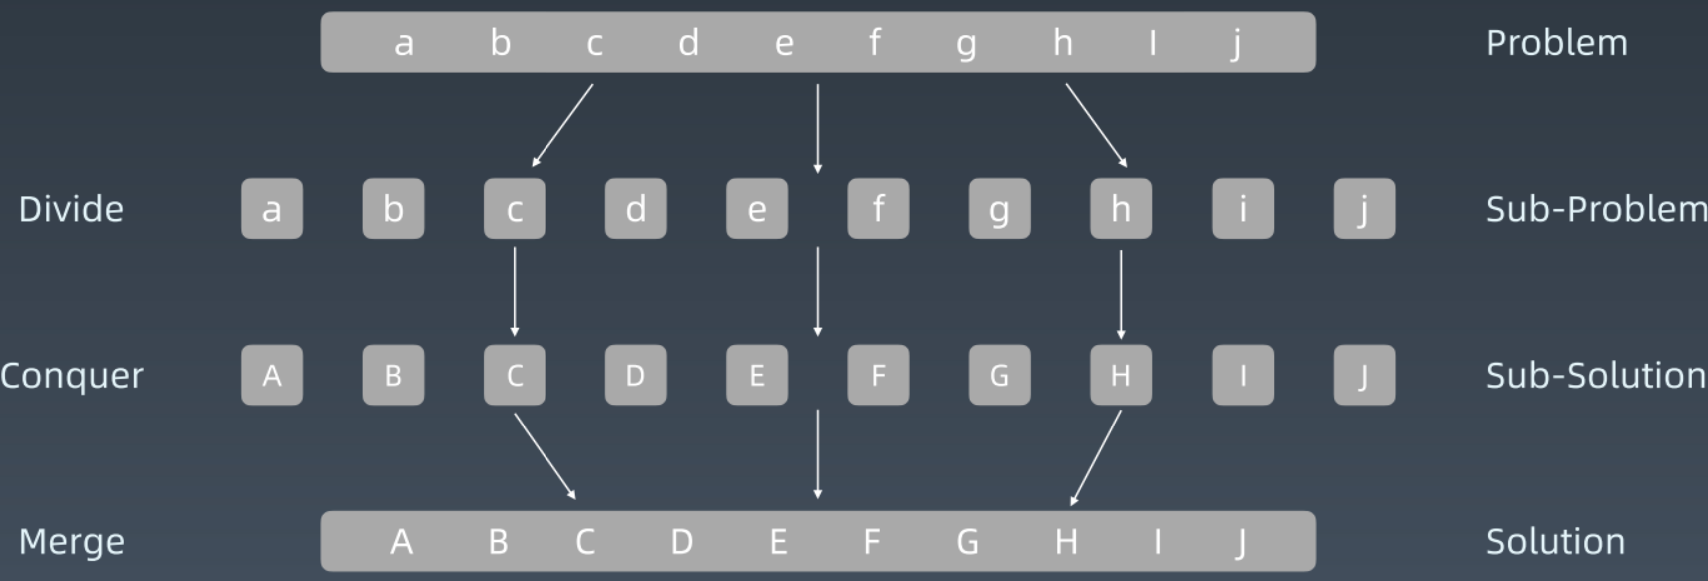 a b c d e f g h I j Problem
Divide a b c d e f g h i j Sub-Problem
Conquer A B C D E F G H I J Sub-Solution
Merge A B C D E F G H I J Solution